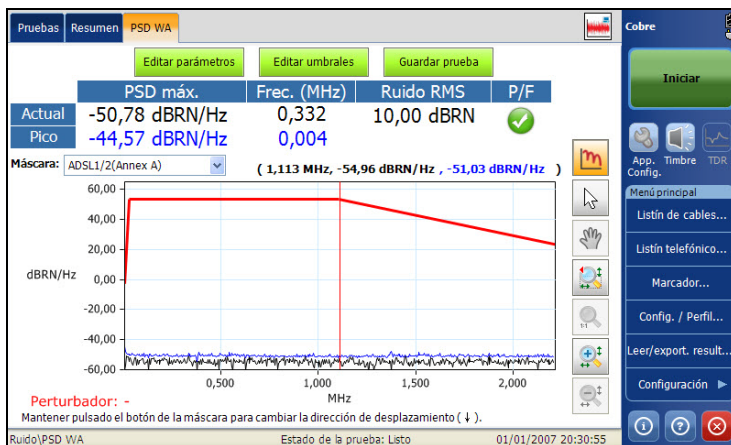 Pruebas Resumen PSD WA
Editar parámetros Editar umbrales Guardar prueba
PSD máx. Frec. (MHz) Ruido RMS P/F
Actual -50,78 dBRN/Hz 0,332 10,00 dBRN
Pico -44,57 dBRN/Hz 0,004
Máscara: ADSL1/2(Annex A) ( 1,113 MHz, -54,96 dBRN/Hz , -51,03 dBRN/Hz )
60,00
40,00
20,00
dBRN/Hz 0,00
-20,00
-40,00
-60,00
0,500 1,000 1,500 2,000
MHz
Perturbador: -
Mantener pulsado el botón de la máscara para cambiar la dirección de desplazamiento (↓).
Ruido\PSD WA Estado de la prueba: Listo 01/01/2007 20:30:55
1:1
Cobre
Iniciar
App. Config. Timbre TDR
Menú principal
Listín de cables...
Listín telefónico...
Marcador...
Config. / Perfil...
Leer/export. result...
Configuración